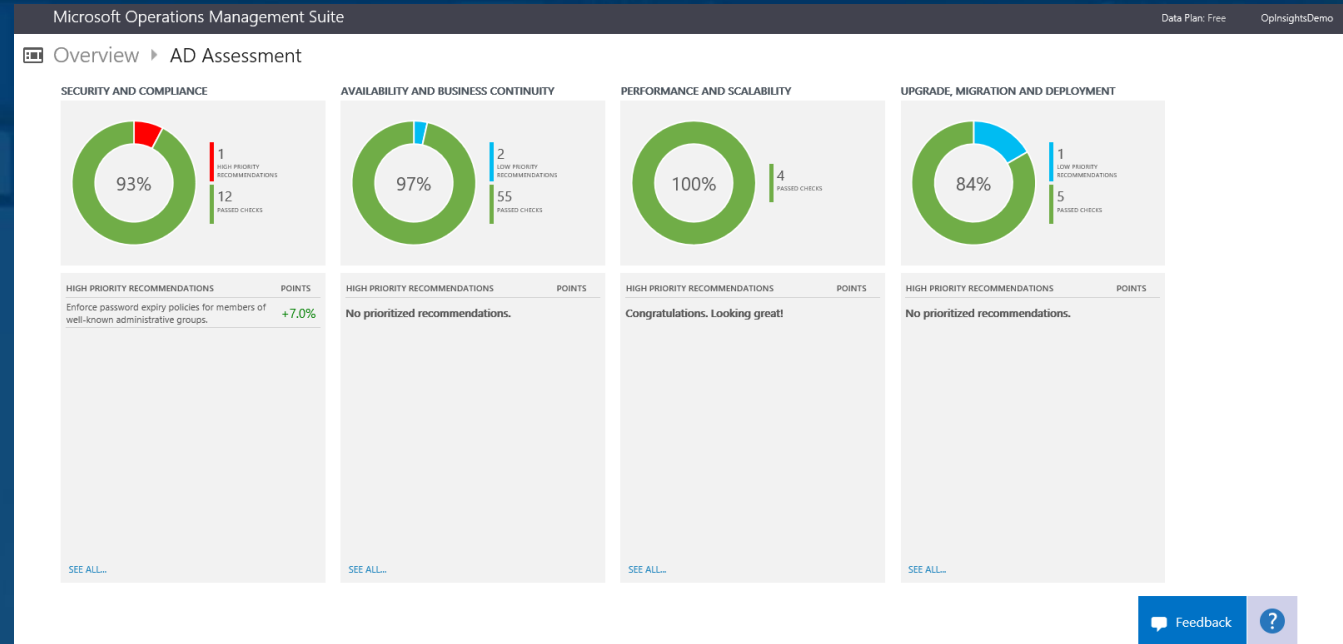 Microsoft Operations Management Suite
Data Plan: Free
OpInsightsDemo
Overview
AD Assessment
SECURITY AND COMPLIANCE
93%
1
HIGH PRIORITY
RECOMMENDATIONS
12
PASSED CHECKS
HIGH PRIORITY RECOMMENDATIONS POINTS
Enforce password expiry policies for members of
well-known administrative groups.
+7.0%
SEE ALL...
AVAILABILITY AND BUSINESS CONTINUITY
97%
2
LOW PRIORITY
RECOMMENDATIONS
55
PASSED CHECKS
HIGH PRIORITY RECOMMENDATIONS POINTS
No prioritized recommendations.
SEE ALL...
PERFORMANCE AND SCALABILITY
100%
4
PASSED CHECKS
HIGH PRIORITY RECOMMENDATIONS POINTS
Congratulations. Looking great!
SEE ALL...
UPGRADE, MIGRATION AND DEPLOYMENT
84%
1
LOW PRIORITY
RECOMMENDATIONS
5
PASSED CHECKS
HIGH PRIORITY RECOMMENDATIONS POINTS
No prioritized recommendations.
SEE ALL...
Feedback
?